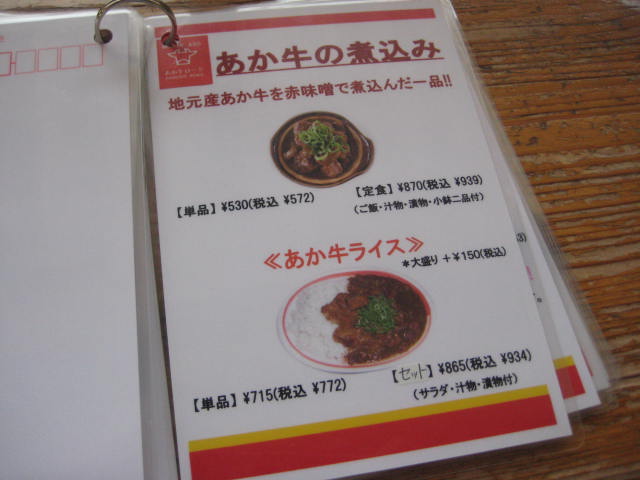 あか牛の煮込み
地元産あか牛を赤味噌で煮込んだ一品!!
【単品】¥530(税込 ¥572)
【定食】¥870(税込 ¥939)
(ご飯・汁物・漬物・小鉢二品付)
≪あか牛ライス≫
*大盛り +¥150(税込)
【単品】¥715(税込 ¥772)
【セット】¥865(税込 ¥934)
(サラダ・汁物・漬物付)
3)